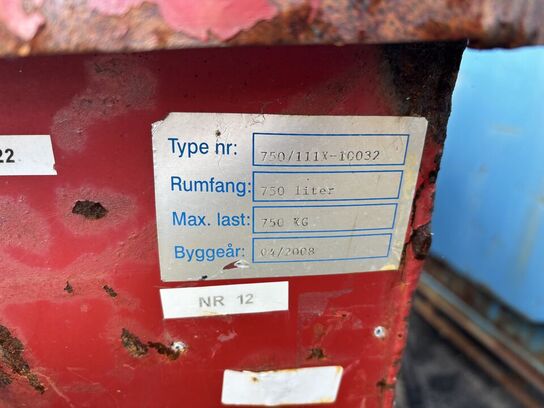 22
Type nr: 750/111X-10032
Rumfang: 750 liter
Max. last: 750 KG
Byggeår: 04/2008
NR 12